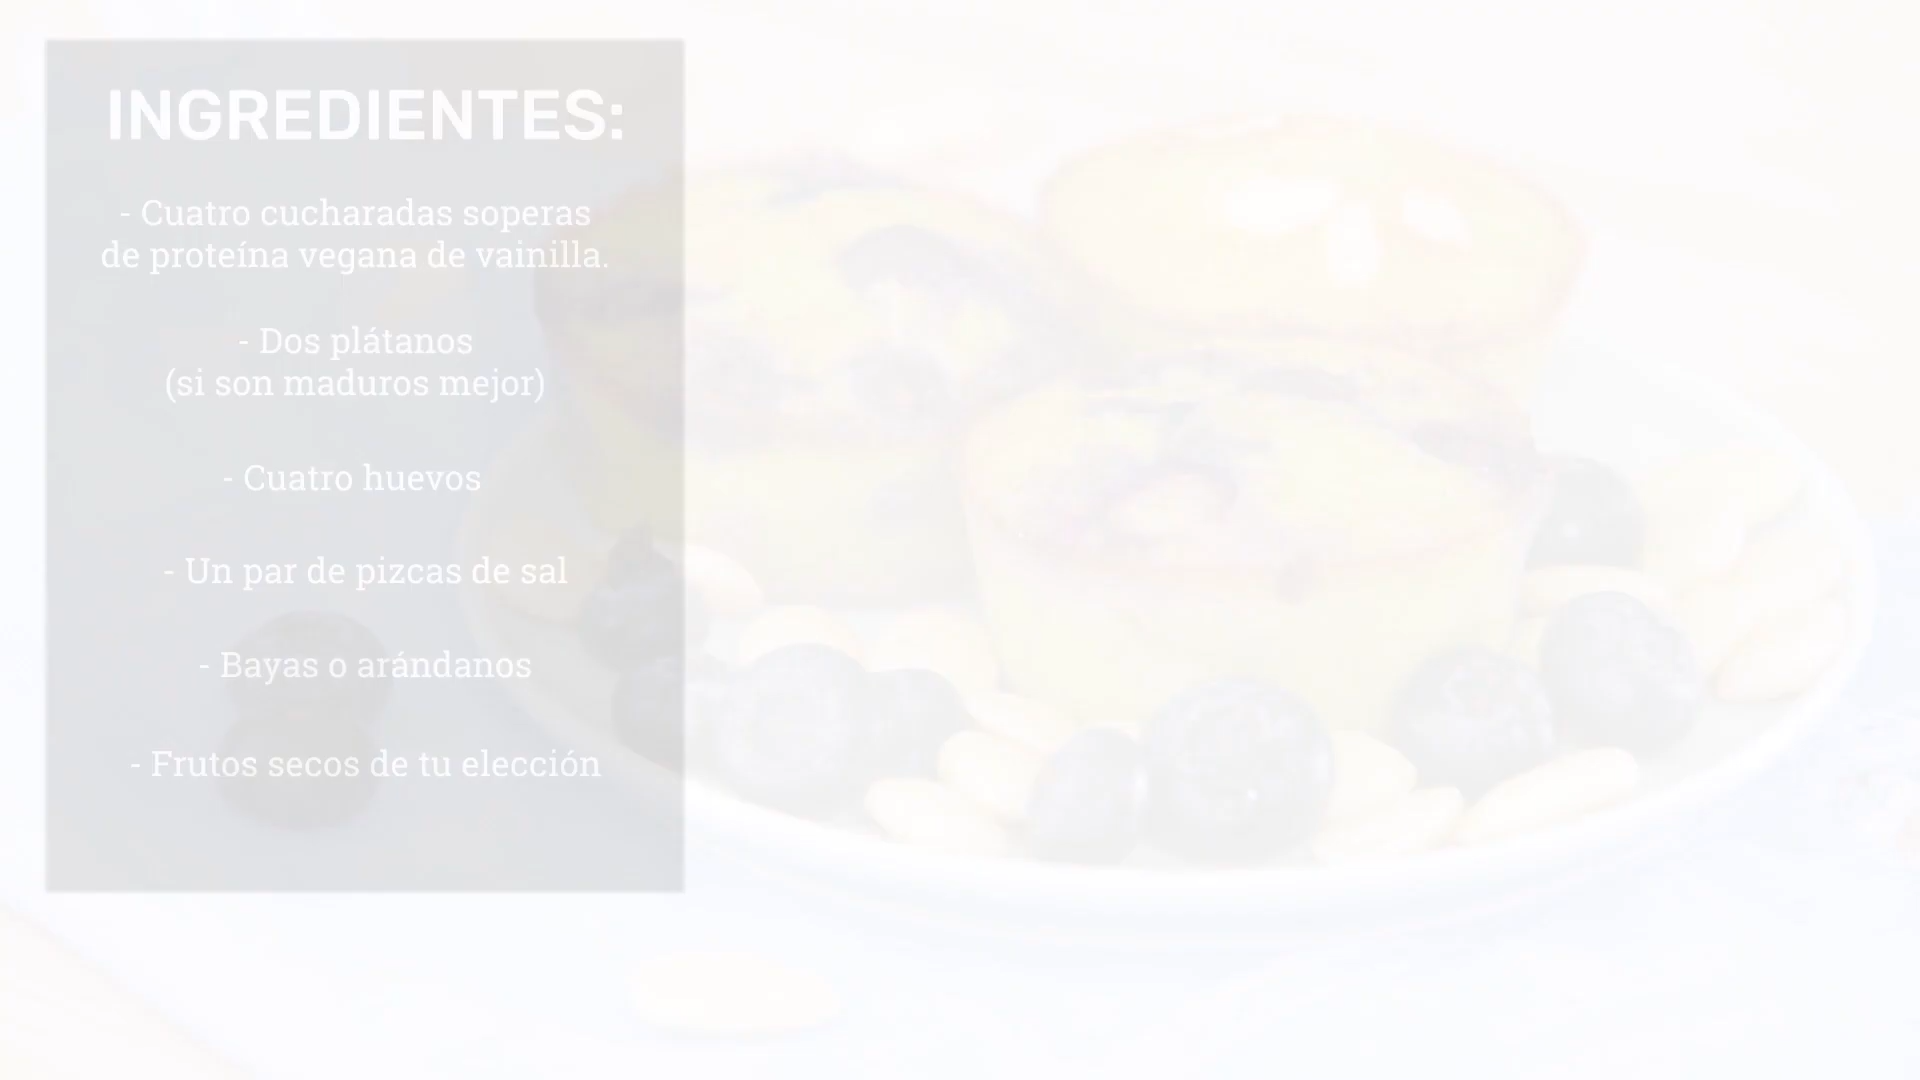 INGREDIENTES:
- Cuatro cucharadas soperas
de proteína vegana de vainilla.
- Dos plátanos
(si son maduros mejor)
- Cuatro huevos
- Un par de pizcas de sal
- Bayas o arándanos
- Frutos secos de tu elección